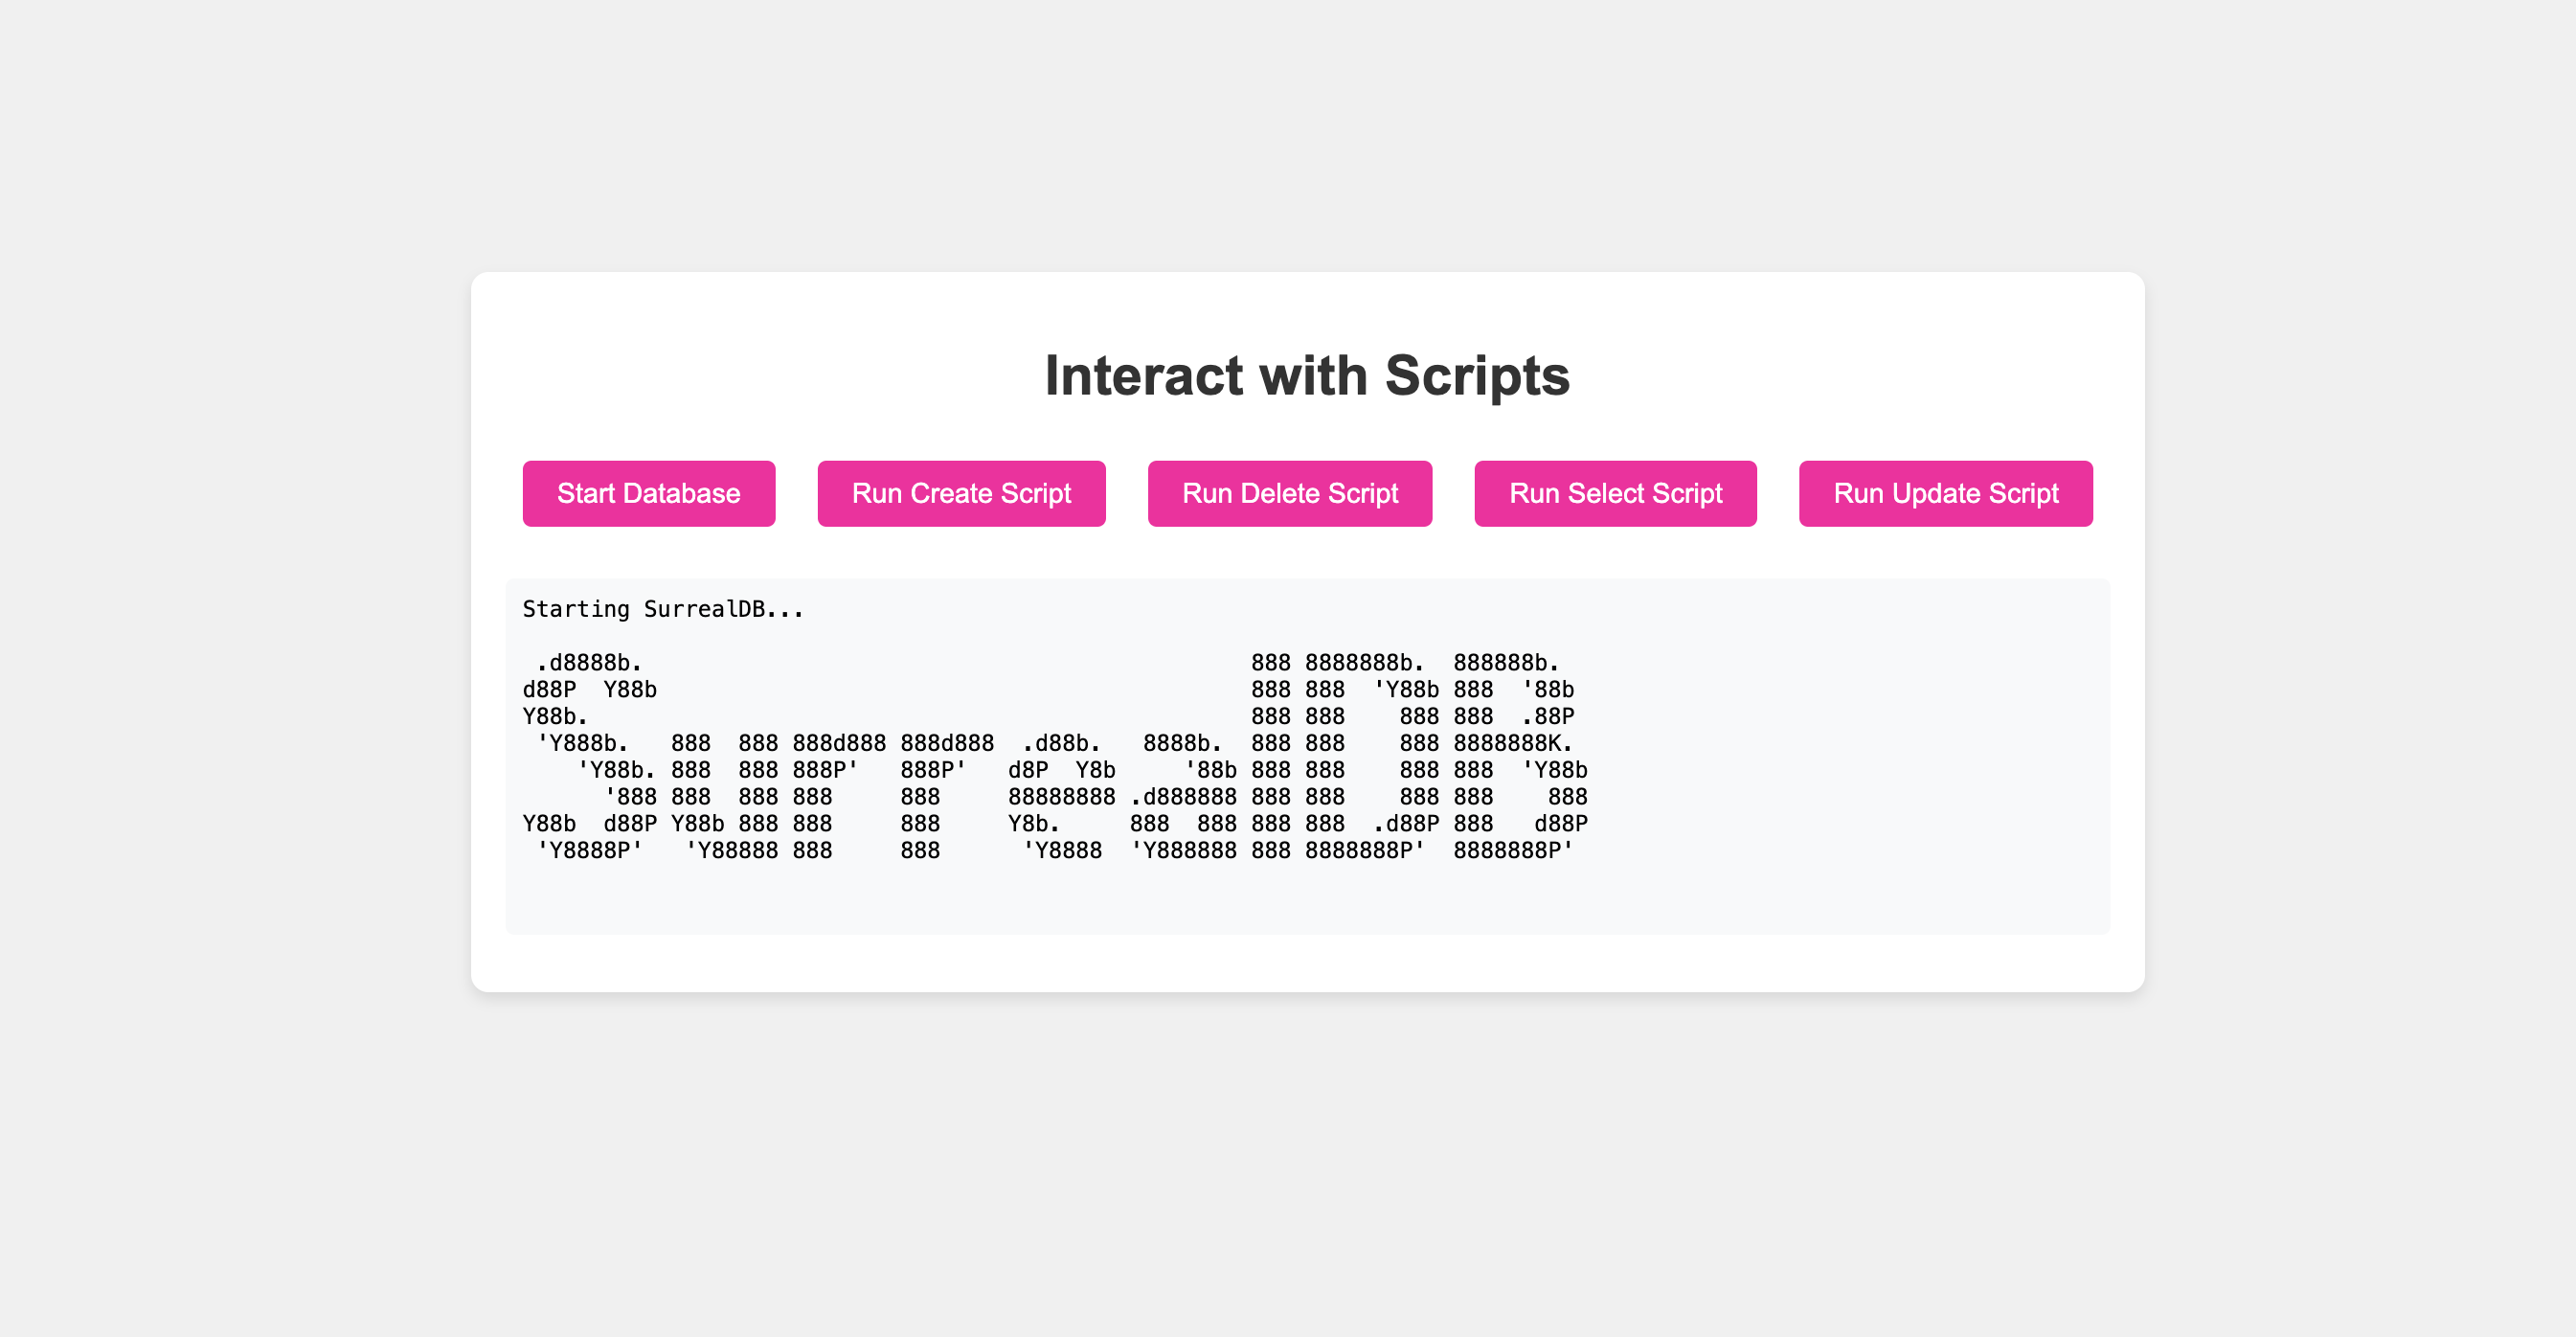 Interact with Scripts
Start Database
Run Create Script
Run Delete Script
Run Select Script
Run Update Script
Starting SurrealDB...
 .d8888b.                                             888 8888888b.  888888b.
d88P  Y88b                                            888 888  'Y88b 888  '88b
Y88b.                                                 888 888    888 888  .88P
 'Y888b.   888  888 888d888 888d888  .d88b.   8888b.  888 888    888 8888888K.
    'Y88b. 888  888 888P'   888P'   d8P  Y8b     '88b 888 888    888 888  'Y88b
      '888 888  888 888     888     88888888 .d888888 888 888    888 888    888
Y88b  d88P Y88b 888 888     888     Y8b.     888  888 888 888  .d88P 888   d88P
 'Y8888P'   'Y88888 888     888      'Y8888  'Y888888 888 8888888P'  8888888P'